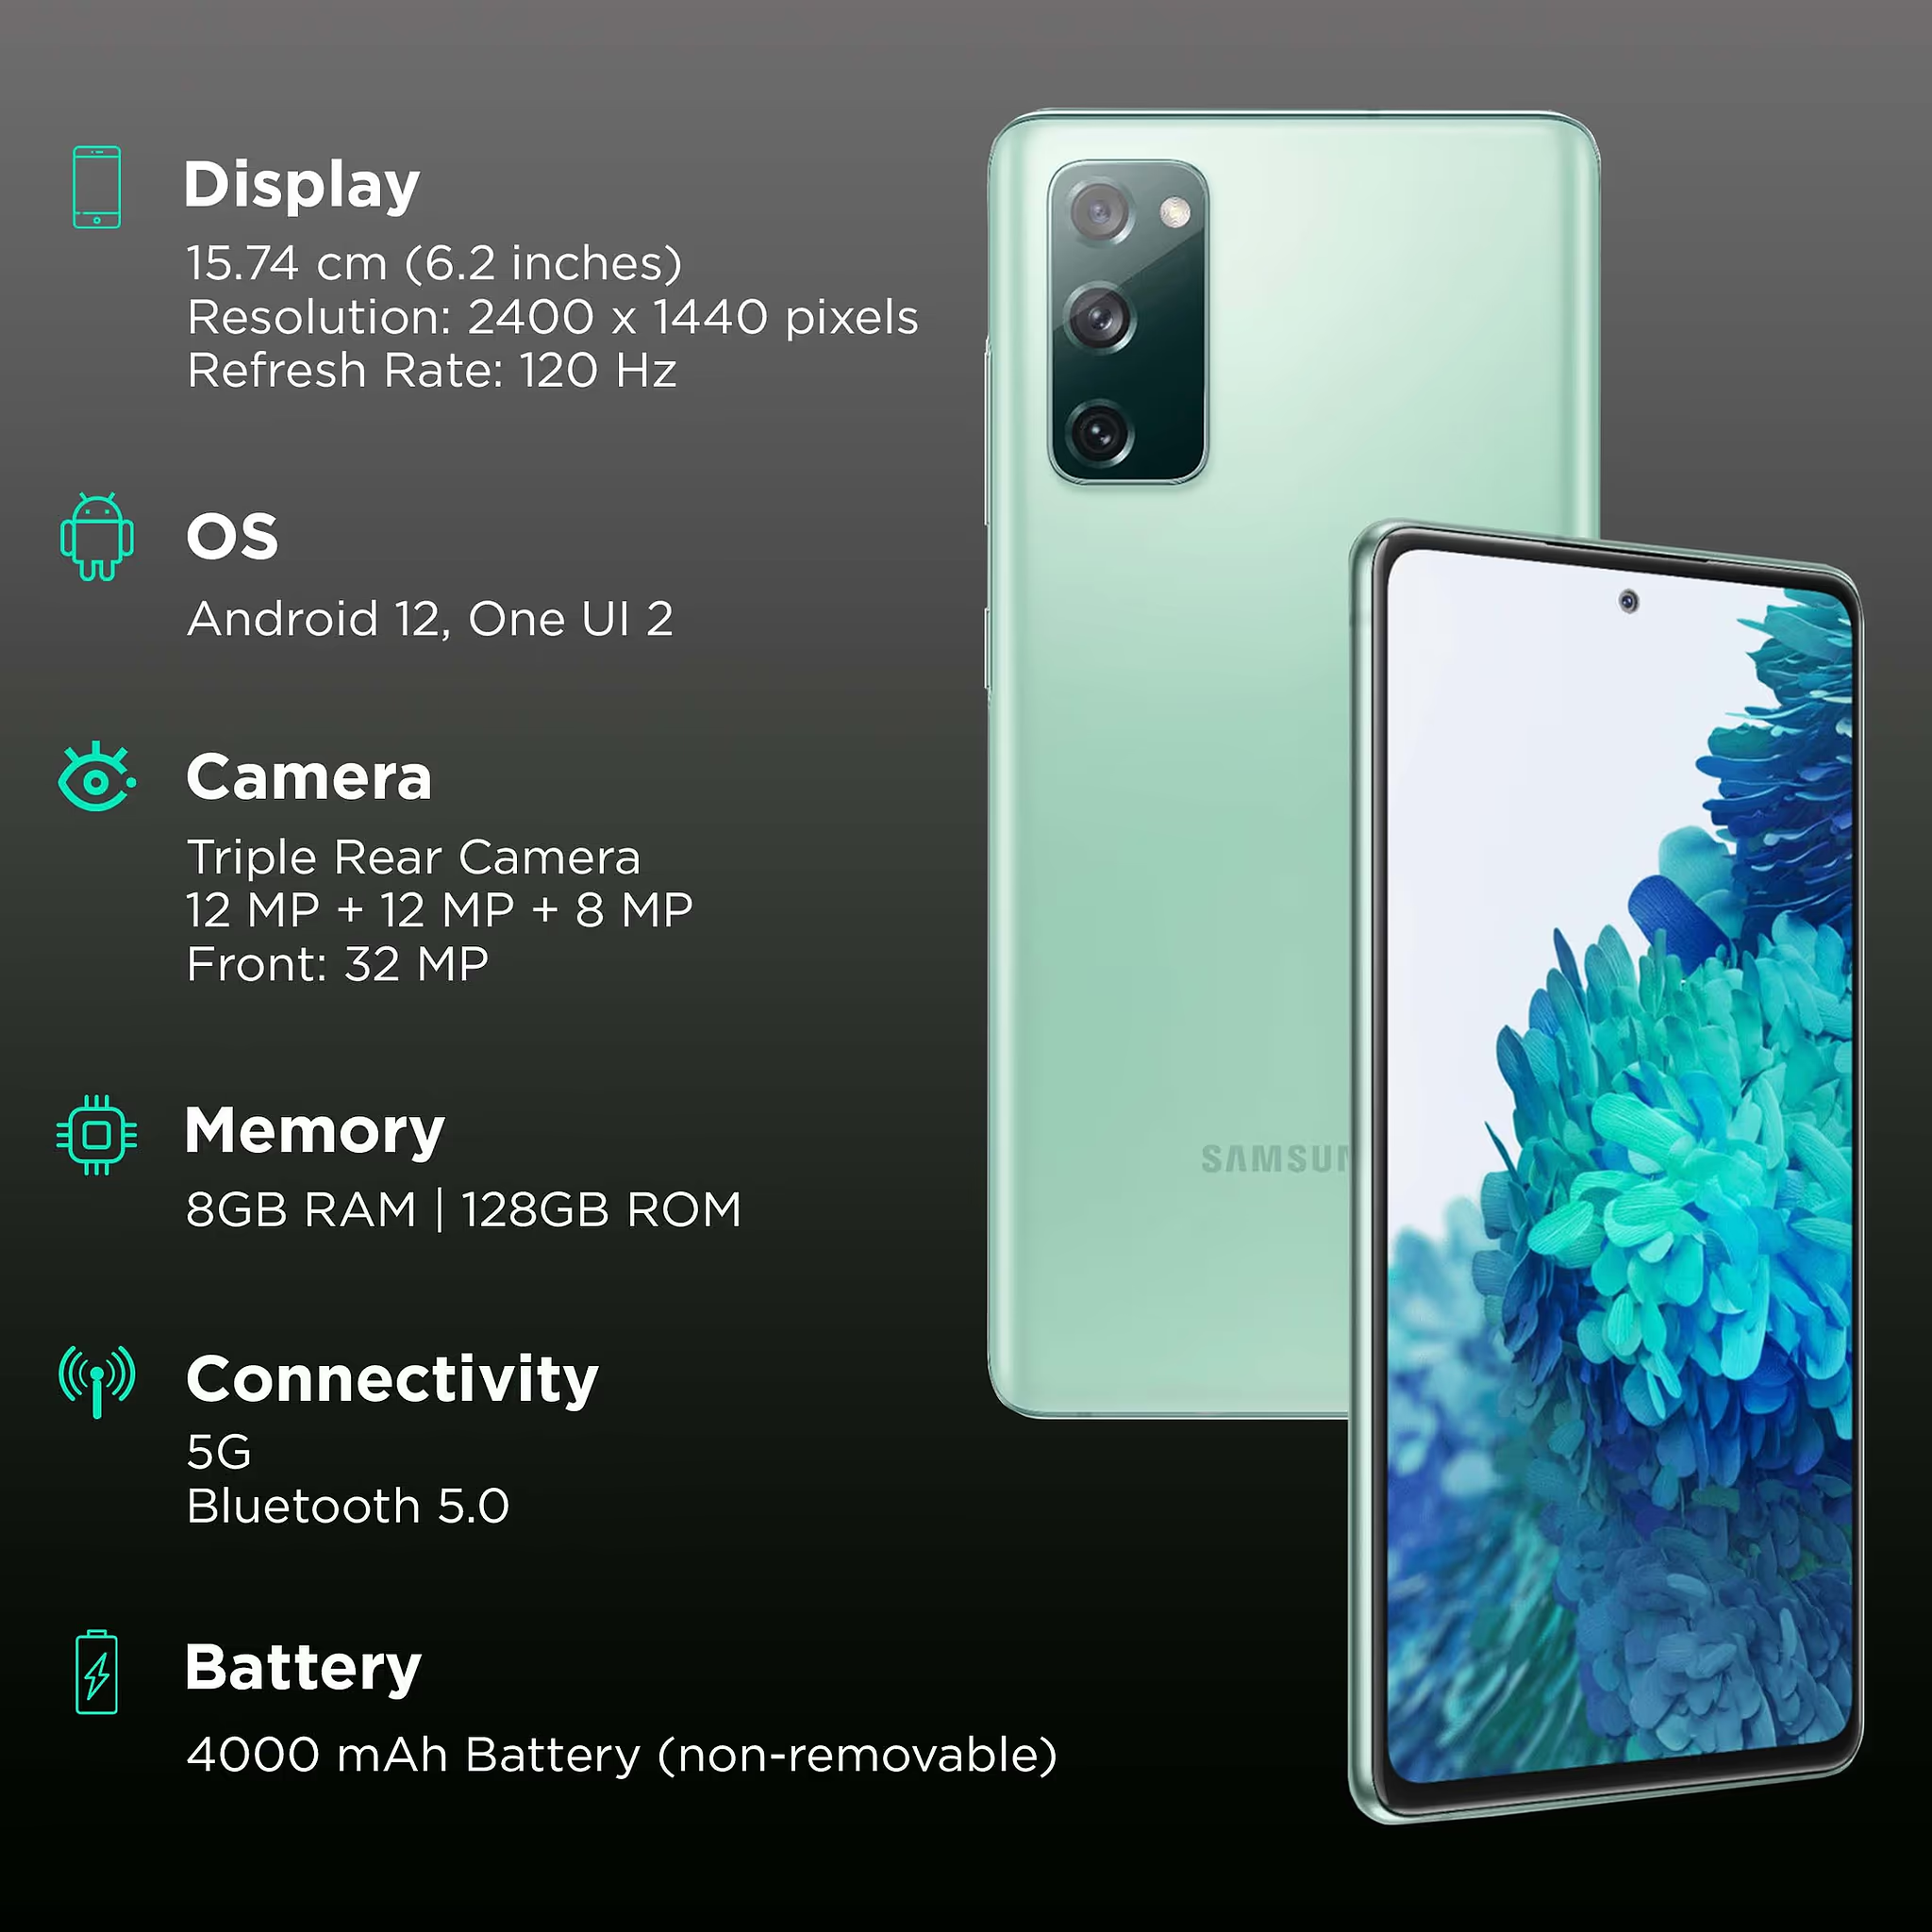 Display
15.74 cm (6.2 inches)
Resolution: 2400 x 1440 pixels
Refresh Rate: 120 Hz
OS
Android 12, One UI 2
Camera
Triple Rear Camera
12 MP + 12 MP + 8 MP
Front: 32 MP
Memory
8GB RAM | 128GB ROM
SAMSUN
Connectivity
5G
Bluetooth 5.0
Battery
4000 mAh Battery (non-removable)